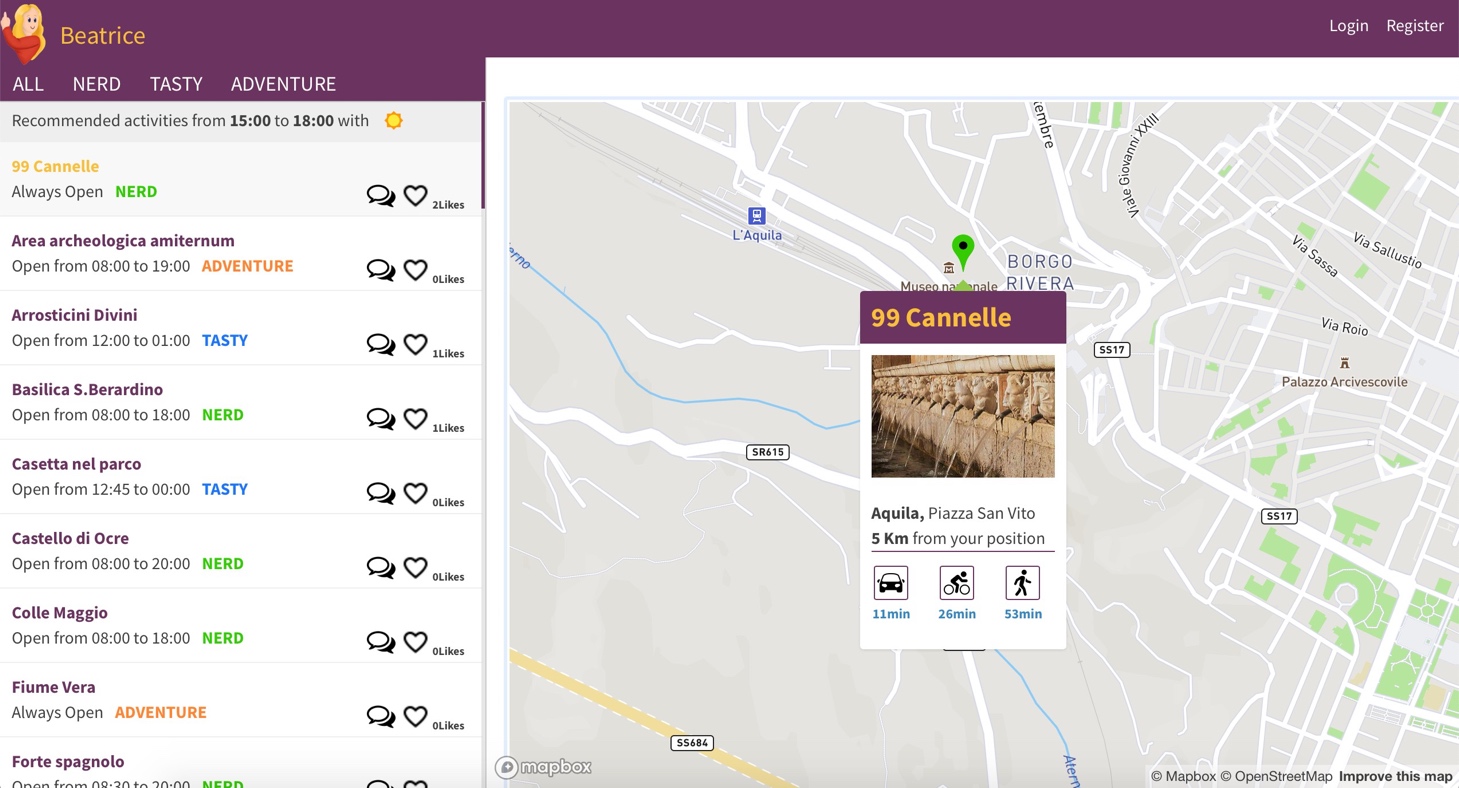 Beatrice
Login Register
ALL NERD TASTY ADVENTURE
Recommended activities from 15:00 to 18:00 with
99 Cannelle
Always Open NERD
2Likes
Area archeologica amiternum
Open from 08:00 to 19:00 ADVENTURE
0Likes
Arrosticini Divini
Open from 12:00 to 01:00 TASTY
1Likes
Basilica S.Berardino
Open from 08:00 to 18:00 NERD
1Likes
Casetta nel parco
Open from 12:45 to 00:00 TASTY
0Likes
Castello di Ocre
Open from 08:00 to 20:00 NERD
0Likes
Colle Maggio
Open from 08:00 to 18:00 NERD
0Likes
Fiume Vera
Always Open ADVENTURE
0Likes
Forte spagnolo
Open from 08:30 to 20:00 NERD
embre
Viale Giovanni XXIII
L'Aquila
erno
BORGO
RIVERA
Via Sassa
Via Sallustio
Via Roio
SS17
Palazzo Arcivescovile
99 Cannelle
SR615
Aquila, Piazza San Vito
5 Km from your position
11min 26min 53min
SS17
SS684
Atern
mapbox
© Mapbox © OpenStreetMap Improve this map